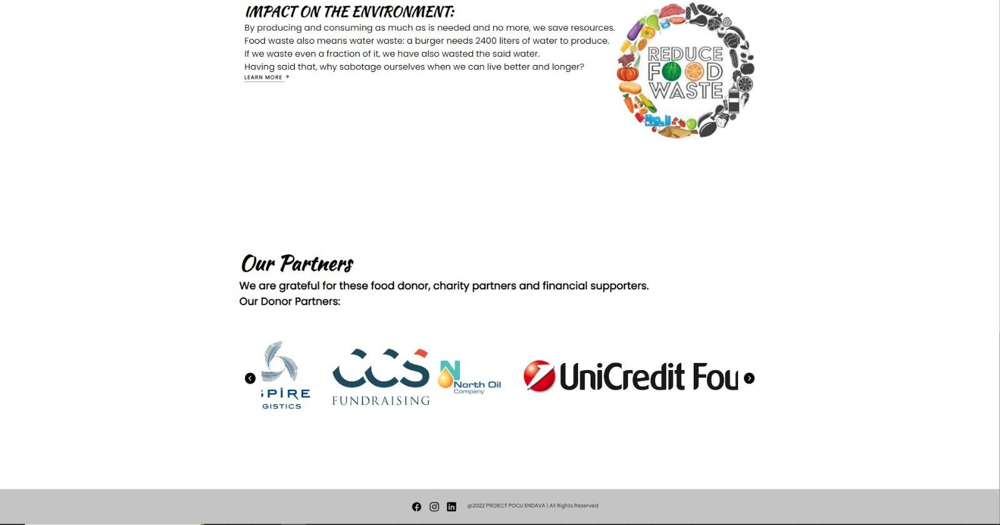 IMPACT ON THE ENVIRONMENT:
By producing and consuming as much as is needed and no more, we save resources.
Food waste also means water waste: a burger needs 2400 liters of water to produce.
If we waste even a fraction of it, we have also wasted the said water.
Having said that, why sabotage ourselves when we can live better and longer?
LEARN MORE
REDUCE
FOOD
WASTE
Our Partners
We are grateful for these food donor, charity partners and financial supporters.
Our Donor Partners:
SPIRE
GISTICS
CCS
FUNDRAISING
N
North Oil
Company
UniCredit Fou
@2022 PROIECT POCU ENDAVA | All Rights Reserved